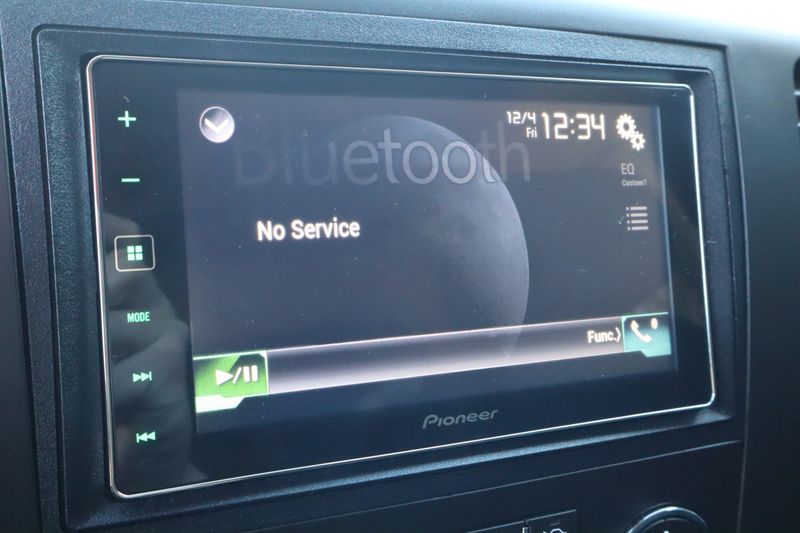 Bluetooth
12/4
Fri
12:34
EQ
Custom1
No Service
MODE
Func.
Pioneer